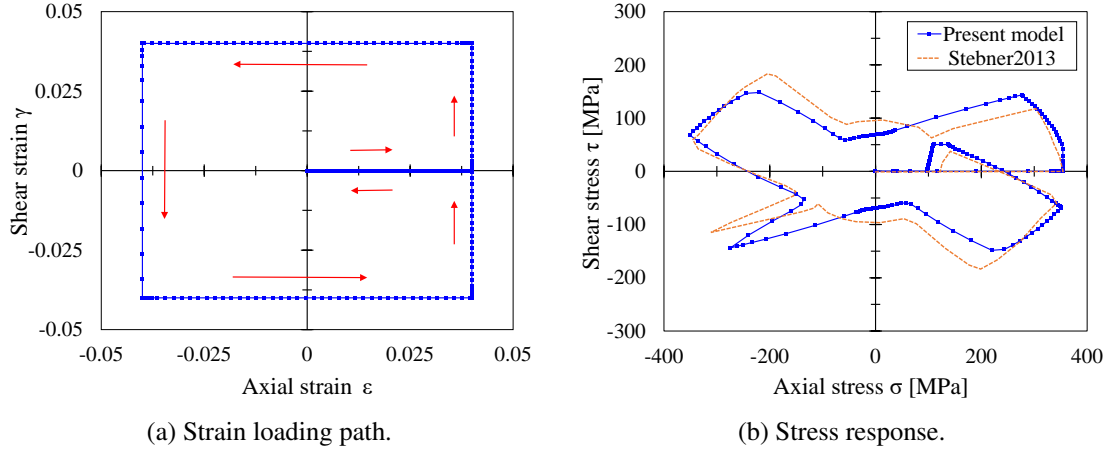 0.05
0.025
0
-0.025
-0.05
-0.05
-0.025
0
0.025
0.05
Shear strain γ
Axial strain ε
(a) Strain loading path.
300
200
100
0
-100
-200
-300
-400
-200
0
200
400
Shear stress τ [MPa]
Axial stress σ [MPa]
Present model
Stebner2013
(b) Stress response.